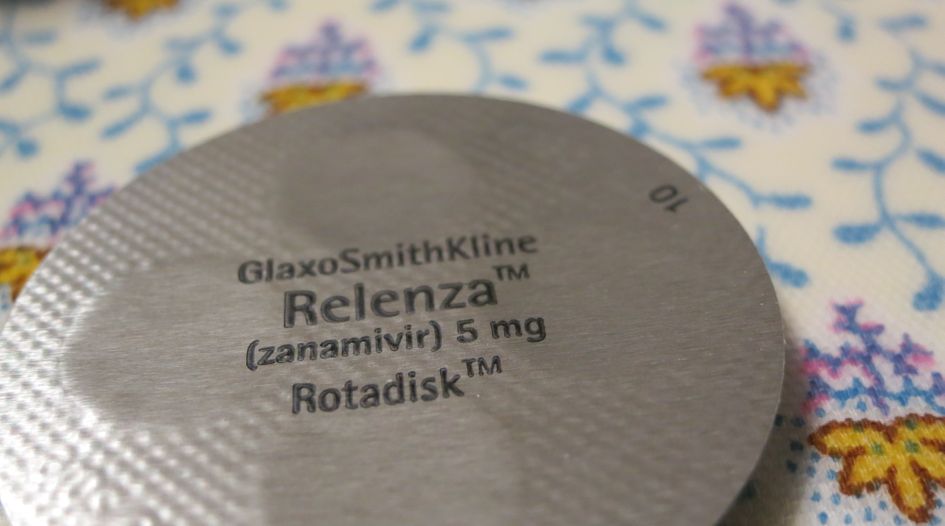 10
GlaxoSmithKline
Relenza™
(zanamivir) 5 mg
Rotadisk™